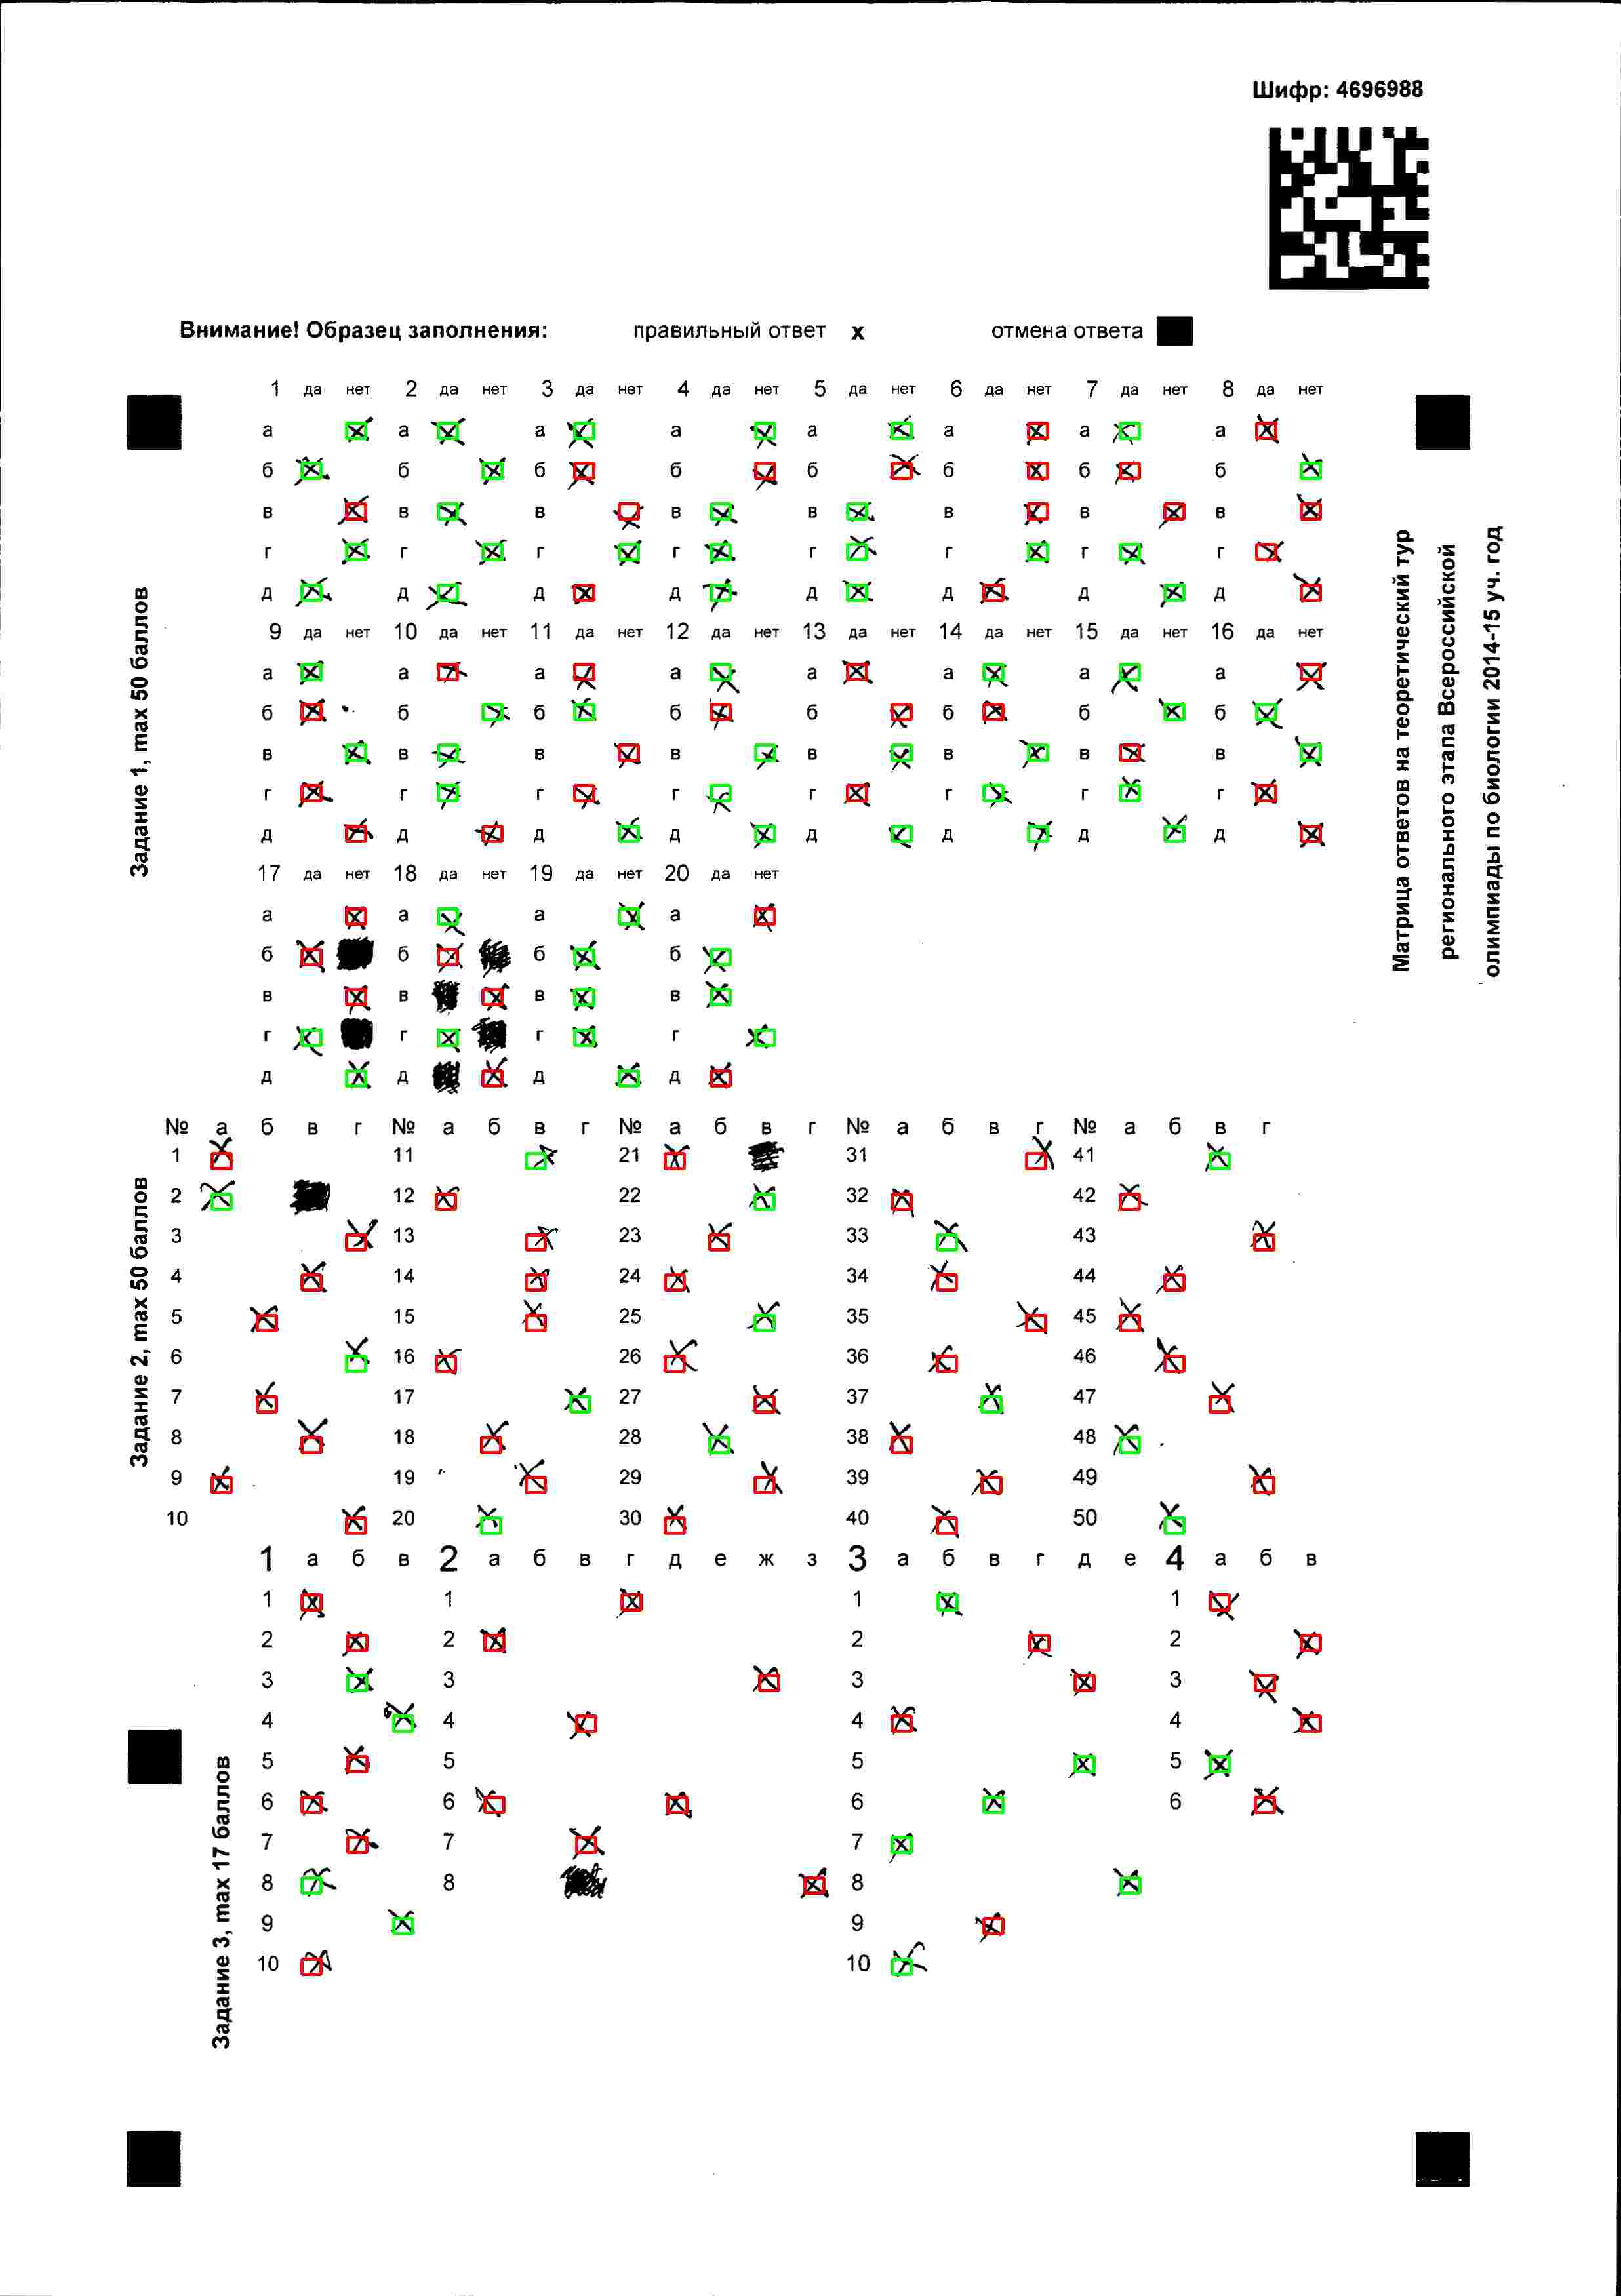 Шифр: 4696988
Внимание! Образец заполнения: правильный ответ x отмена ответа
1 да нет 2 да нет 3 да нет 4 да нет 5 да нет 6 да нет 7 да нет 8 да нет
а а а а а а а а
б б б б б б б б
в в в в в в в в
г г г г г г г г
д д д д д д д д
9 да нет 10 да нет 11 да нет 12 да нет 13 да нет 14 да нет 15 да нет 16 да нет
а а а а а а а а
б б б б б б б б
в в в в в в в в
г г г г г г г г
д д д д д д д д
17 да нет 18 да нет 19 да нет 20 да нет
а а а а
б б б б
в в в в
г г г г
д д д д
№ а б в г № а б в г № а б в г № а б в г № а б в г
1 11 21 31 41
2 12 22 32 42
3 13 23 33 43
4 14 24 34 44
5 15 25 35 45
6 16 26 36 46
7 17 27 37 47
8 18 28 38 48
9 19 29 39 49
10 20 30 40 50
1 а б в 2 а б в г д е ж з 3 а б в г д е 4 а б в
1 1 1 1
2 2 2 2
3 3 3 3
4 4 4 4
5 5 5 5
6 6 6 6
7 7 7
8 8 8
9 9
10 10
Задание 1, max 50 баллов
Задание 2, max 50 баллов
Задание 3, max 17 баллов
Матрица ответов на теоретический тур
регионального этапа Всероссийской
олимпиады по биологии 2014-15 уч. год